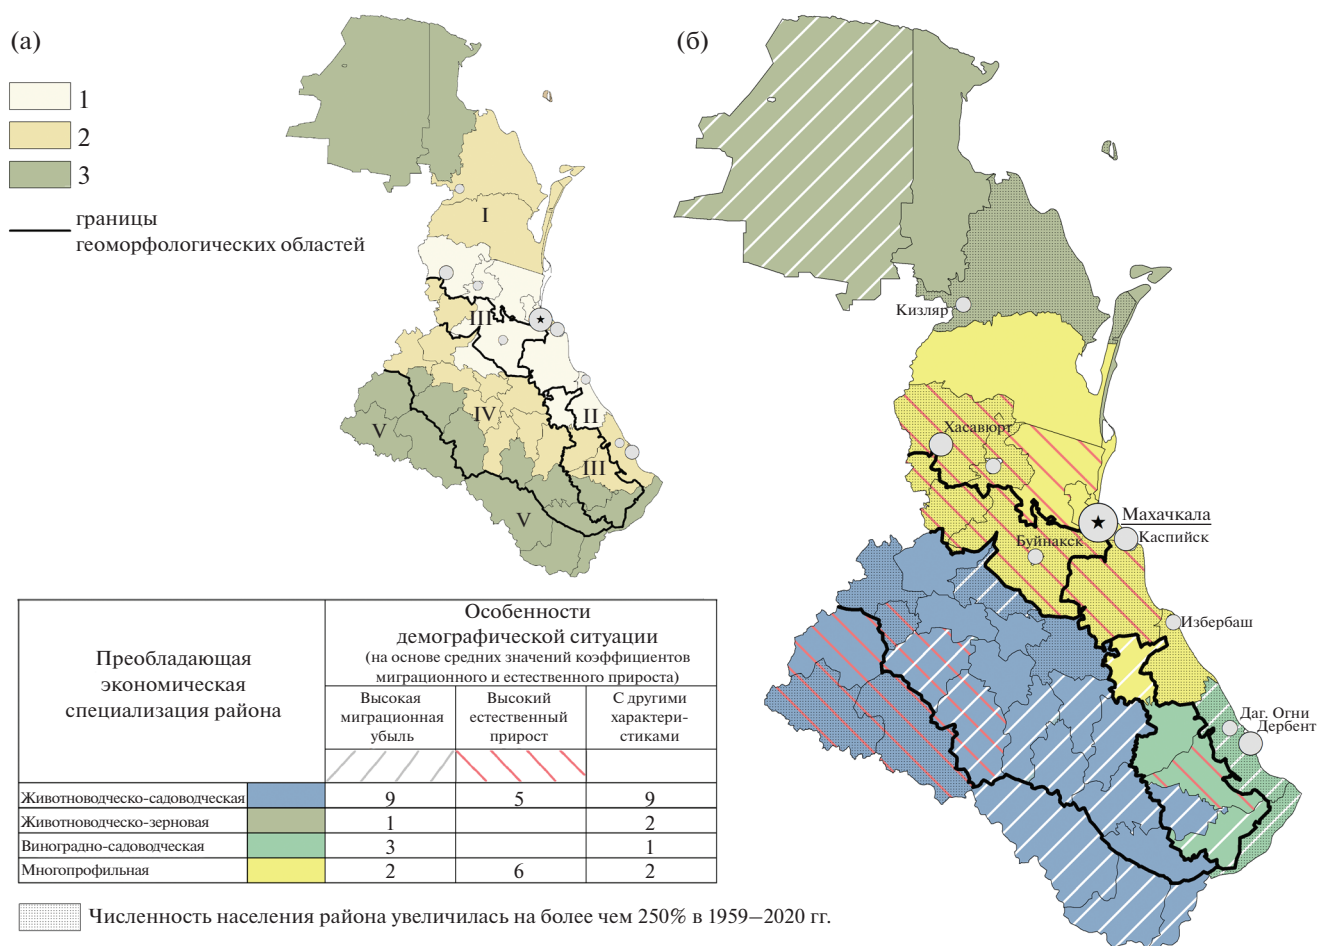 (а)
1
2
3
границы
геоморфологических областей
I
III
II
IV
III
V
V
(б)
Кизляр
Хасавюрт
Махачкала
Каспийск
Буйнакск
Избербаш
Даг. Огни
Дербент
Преобладающая
экономическая
специализация района
Особенности
демографической ситуации
(на основе средних значений коэффициентов
миграционного и естественного прироста)
Высокая
миграционная
убыль
Высокий
естественный
прирост
С другими
характери-
стиками
Животноводческо-садоводческая 9 5 9
Животноводческо-зерновая 1 2
Виноградно-садоводческая 3 1
Многопрофильная 2 6 2
Численность населения района увеличилась на более чем 250% в 1959–2020 гг.